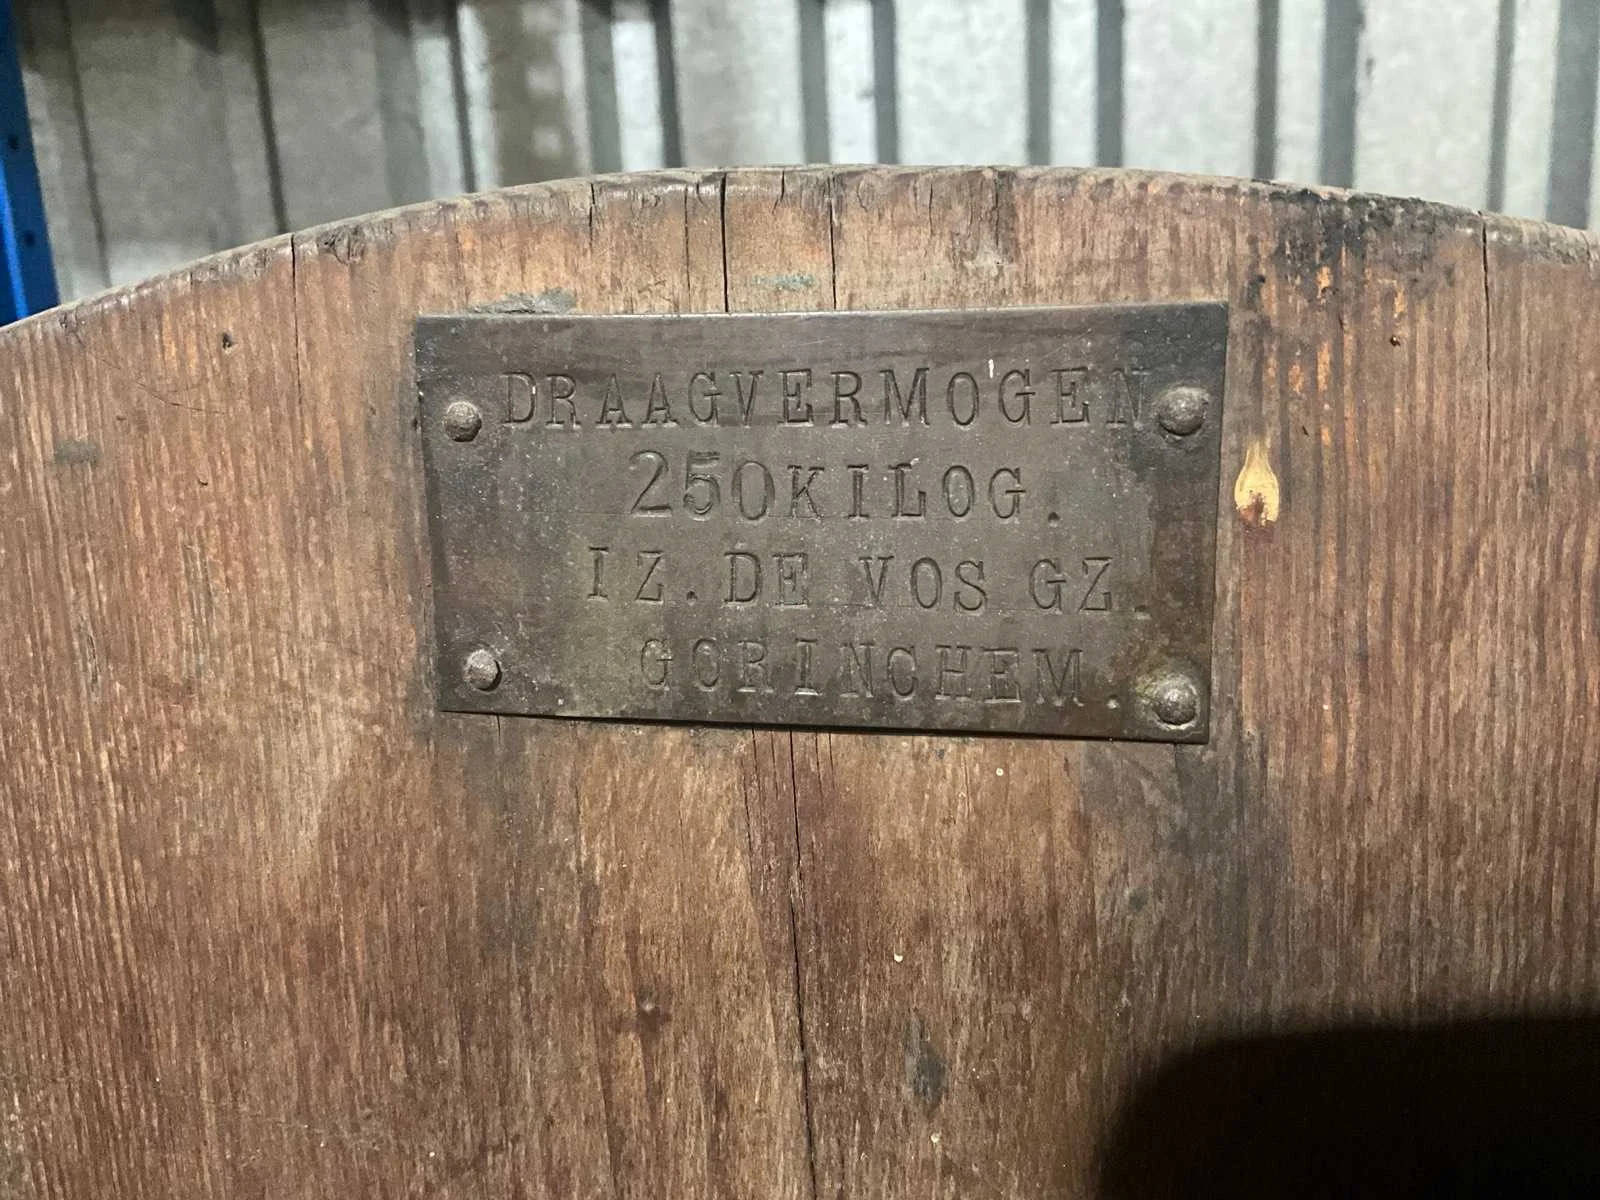 DRAAGVERMOGEN
250KILOG.
IZ. DE VOS GZ.
GORINCHEM.